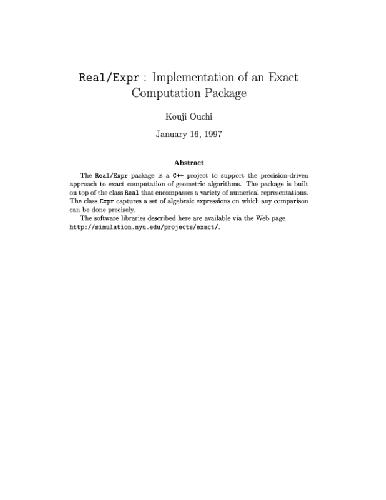 Real/Expr : Implementation of an Exact
Computation Package
Kouji Ouchi
January 16, 1997
Abstract
The Real/Expr package is a C++ project to support the precision-driven
approach to exact computation of geometric algorithms. The package is built
on top of the class Real that encompasses a variety of numerical representations.
The class Expr captures a set of algebraic expressions on which any comparison
can be done precisely.
The software libraries described here are available via the Web page
http://simulation.nyu.edu/projects/exact/.